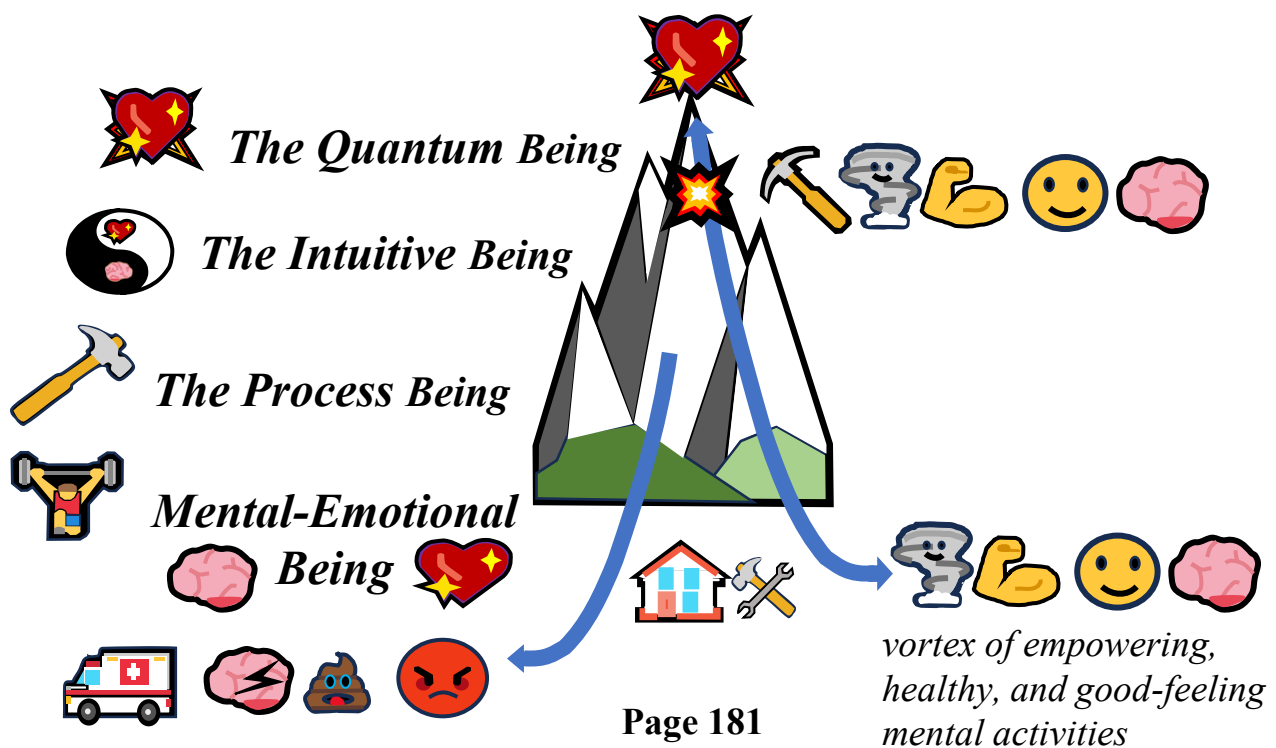 The Quantum Being
The Intuitive Being
The Process Being
Mental-Emotional
Being
vortex of empowering,
healthy, and good-feeling
mental activities
Page 181